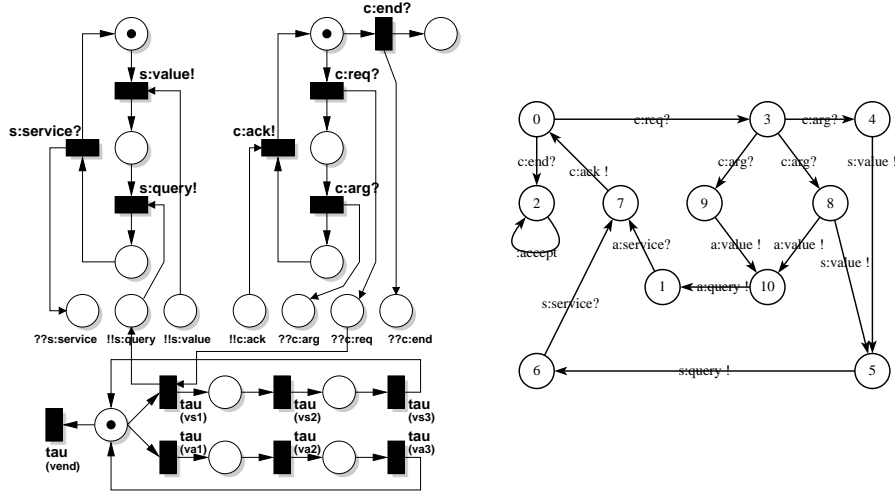 c:end?
s:value!
c:req?
s:service?
c:ack!
s:query!
c:arg?
??s:service
!!s:query
!!s:value
!!c:ack
??c:arg
??c:req
??c:end
tau
(vs1)
tau
(vs2)
tau
(vs3)
tau
(vend)
tau
(va1)
tau
(va2)
tau
(va3)
0
c:req?
3
c:arg?
4
c:end?
c:ack !
c:arg?
c:arg?
s:value !
2
7
9
8
:accept
a:service?
a:value !
a:value !
s:value !
s:service?
1
a:query !
10
6
s:query !
5